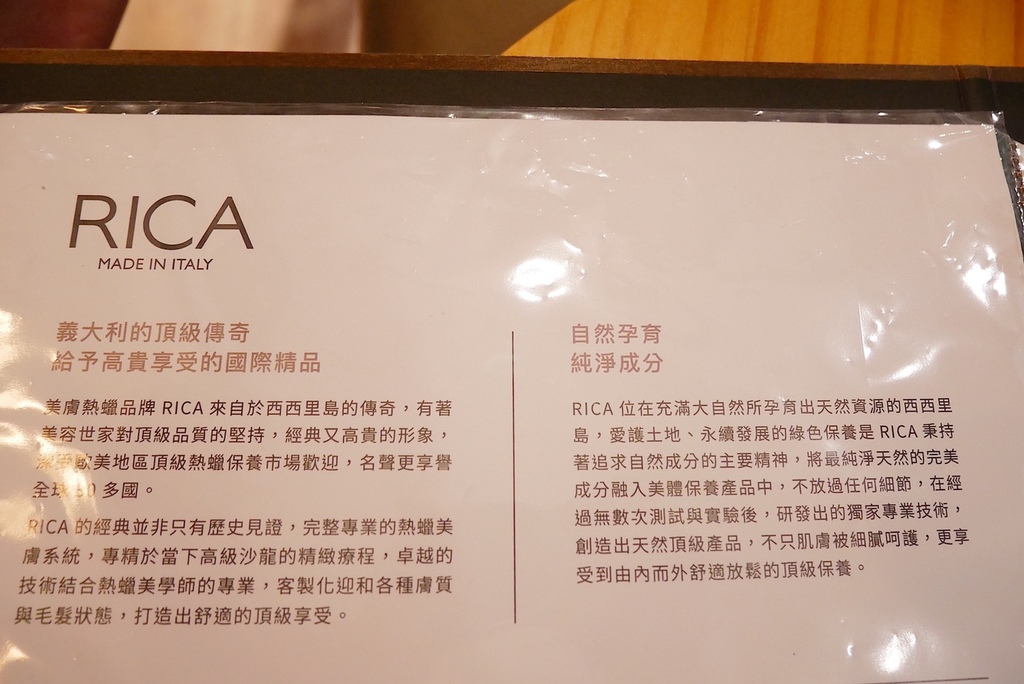 RICA
MADE IN ITALY
義大利的頂級傳奇
給予高貴享受的國際精品
美膚熱蠟品牌 RICA 來自於西西里島的傳奇，有著
美容世家對頂級品質的堅持，經典又高貴的形象，
深受歐美地區頂級熱蠟保養市場歡迎，名聲更享譽
全球 多國。
RICA 的經典並非只有歷史見證，完整專業的熱蠟美
膚系統，專精於當下高級沙龍的精緻療程，卓越的
技術結合熱蠟美學師的專業，客製化迎和各種膚質
與毛髮狀態，打造出舒適的頂級享受。
自然孕育
純淨成分
RICA 位在充滿大自然所孕育出天然資源的西西里
島，愛護土地、永續發展的綠色保養是 RICA 秉持
著追求自然成分的主要精神，將最純淨天然的完美
成分融入美體保養產品中，不放過任何細節，在經
過無數次測試與實驗後，研發出的獨家專業技術，
創造出天然頂級產品，不只肌膚被細膩呵護，更享
受到由內而外舒適放鬆的頂級保養。